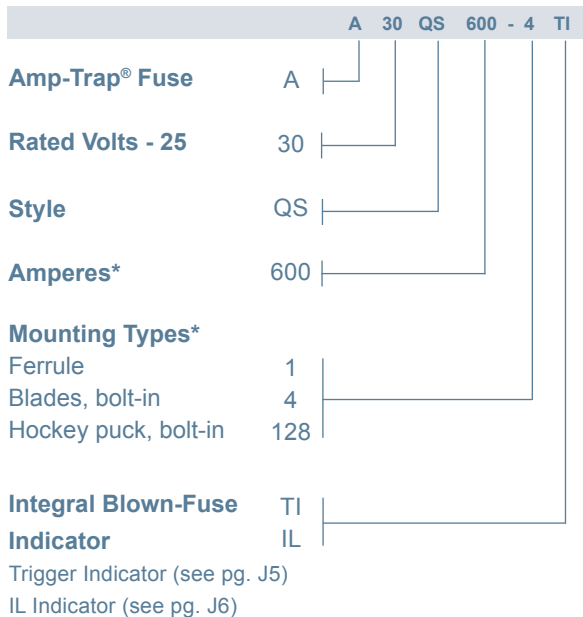 A 30 QS 600 - 4 TI
Amp-Trap® Fuse A
Rated Volts - 25 30
Style QS
Amperes* 600
Mounting Types*
Ferrule 1
Blades, bolt-in 4
Hockey puck, bolt-in 128
Integral Blown-Fuse TI
Indicator IL
Trigger Indicator (see pg. J5)
IL Indicator (see pg. J6)